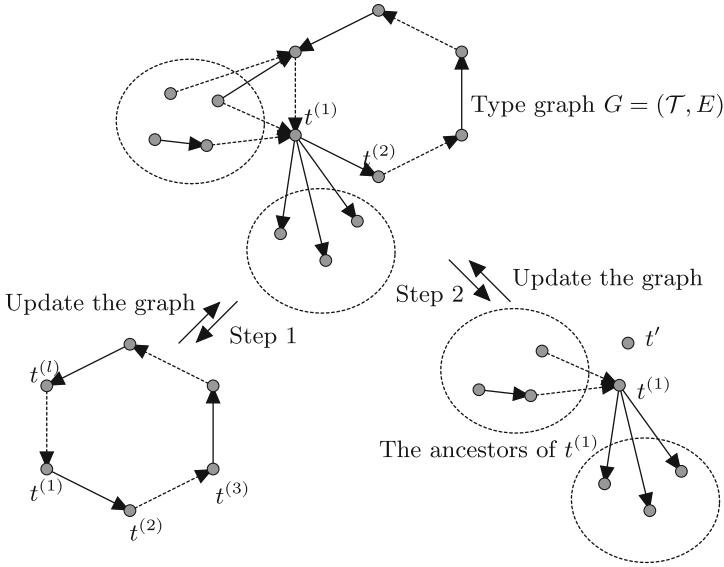 Type graph $G = (\mathcal{T}, E)$
$t^{(1)}$
$t^{(2)}$
Update the graph
Step 1
Step 2
Update the graph
$t^{(l)}$
$t^{(1)}$
$t^{(2)}$
$t^{(3)}$
$t'$
$t^{(1)}$
The ancestors of $t^{(1)}$